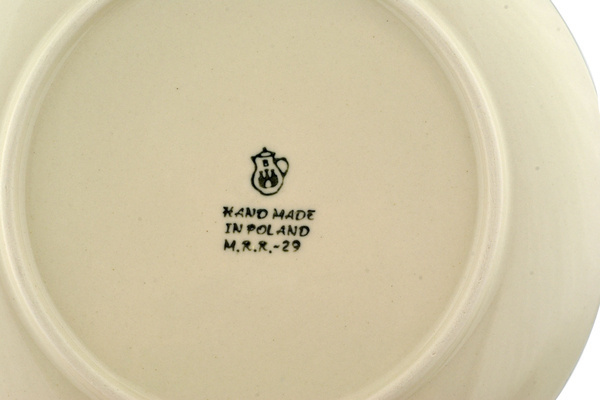 B
HAND MADE
IN POLAND
M.R.R.-29